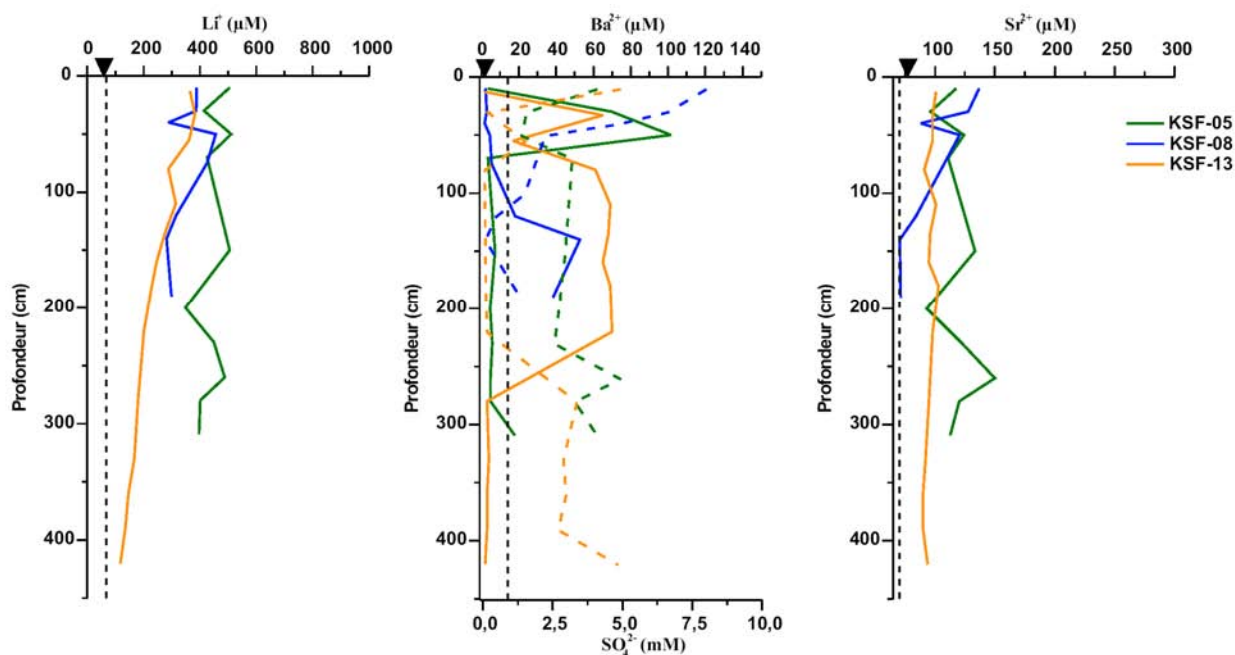 Li⁺ (µM)
0 200 400 600 800 1000
0
100
200
300
400
Profondeur (cm)
Ba²⁺ (µM)
0 20 40 60 80 100 120 140
0
100
200
300
400
Profondeur (cm)
0,0 2,5 5,0 7,5 10,0
SO₄²⁻ (mM)
Sr²⁺ (µM)
100 150 200 250 300
0
100
200
300
400
Profondeur (cm)
KSF-05
KSF-08
KSF-13